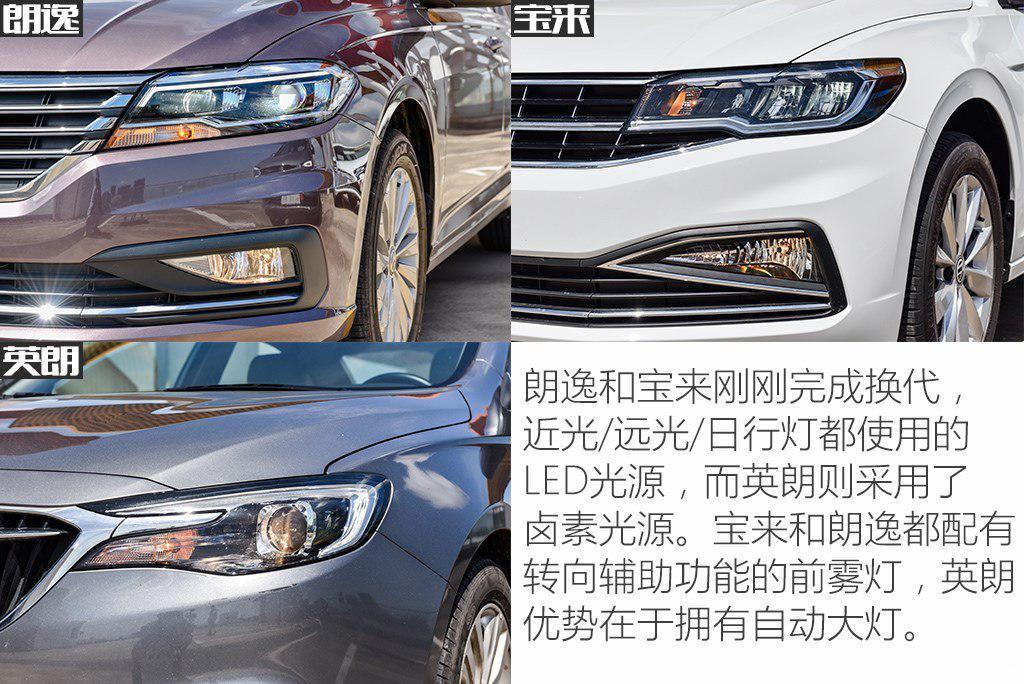 朗逸
宝来
英朗
朗逸和宝来刚刚完成换代，
近光/远光/日行灯都使用的
LED光源，而英朗则采用了
卤素光源。宝来和朗逸都配有
转向辅助功能的前雾灯，英朗
优势在于拥有自动大灯。